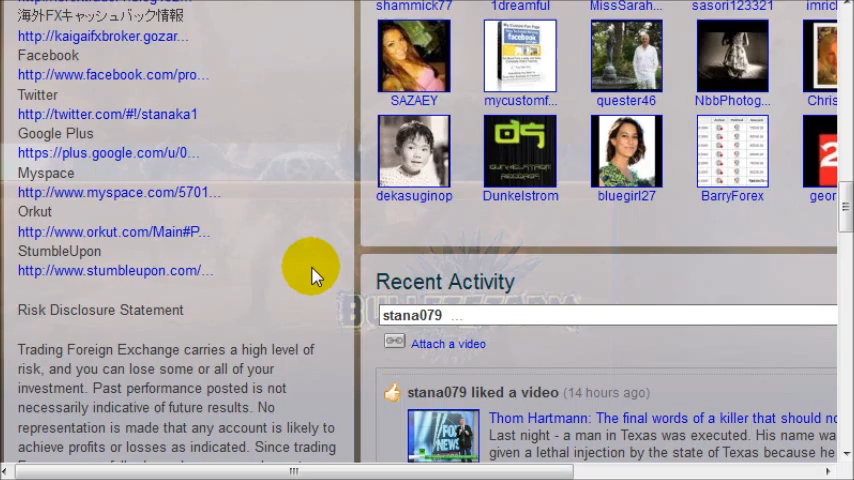 海外FXキャッシュバック情報
http://kaigaifxbroker.gozar...
Facebook
http://www.facebook.com/pro...
Twitter
http://twitter.com/#!/stanaka1
Google Plus
https://plus.google.com/u/0...
Myspace
http://www.myspace.com/5701...
Orkut
http://www.orkut.com/Main#P...
StumbleUpon
http://www.stumbleupon.com/...
Risk Disclosure Statement
Trading Foreign Exchange carries a high level of
risk, and you can lose some or all of your
investment. Past performance posted is not
necessarily indicative of future results. No
representation is made that any account is likely to
achieve profits or losses as indicated. Since trading
shammick77 1dreamful MissSarah... sasori123321
facebook
SAZAEY mycustomf... quester46 NbbPhotog... Chris
dekasuginop Dunkelstrom bluegirl27 BarryForex geor
Recent Activity
stana079 ...
Attach a video
stana079 liked a video (14 hours ago)
Thom Hartmann: The final words of a killer that should no
Last night - a man in Texas was executed. His name wa
given a lethal injection by the state of Texas because he
FOX
NEWS